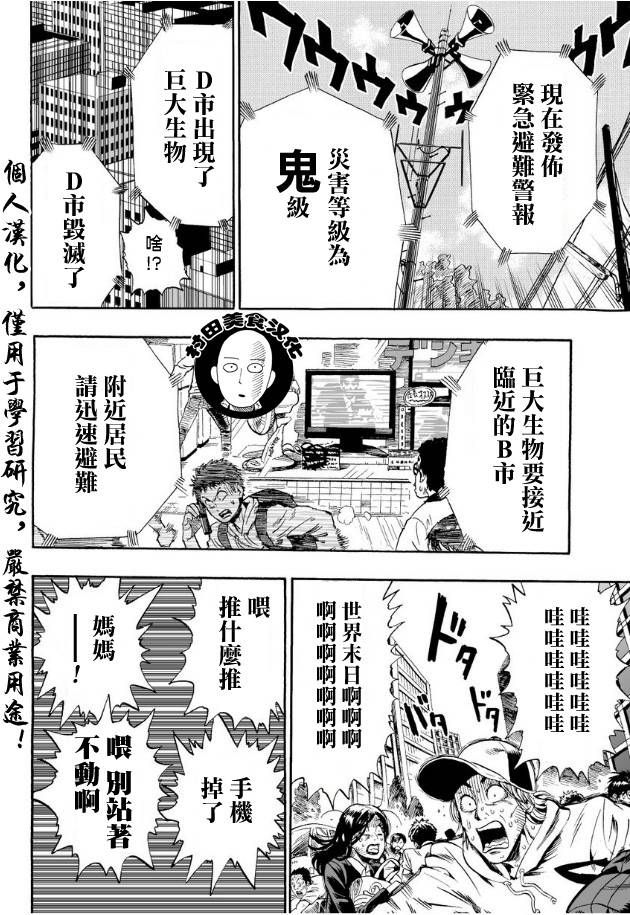 ウウウウウゥ
現在發佈
緊急避難警報
災害等級為
鬼
級
D市出現了
巨大生物
啥!?
D市毀滅了
村田美食汉化
デンキ
巨大生物要接近
臨近的B市
附近居民
請迅速避難
哇哇哇哇哇哇
哇哇哇哇哇哇
ドタ
ドタ
世界末日啊啊啊
啊啊啊啊啊啊啊
喂
推什麼推
媽媽
——!
手機
掉了
喂 別站著
不動啊
個人漢化，僅用于學習研究，嚴禁商業用途！